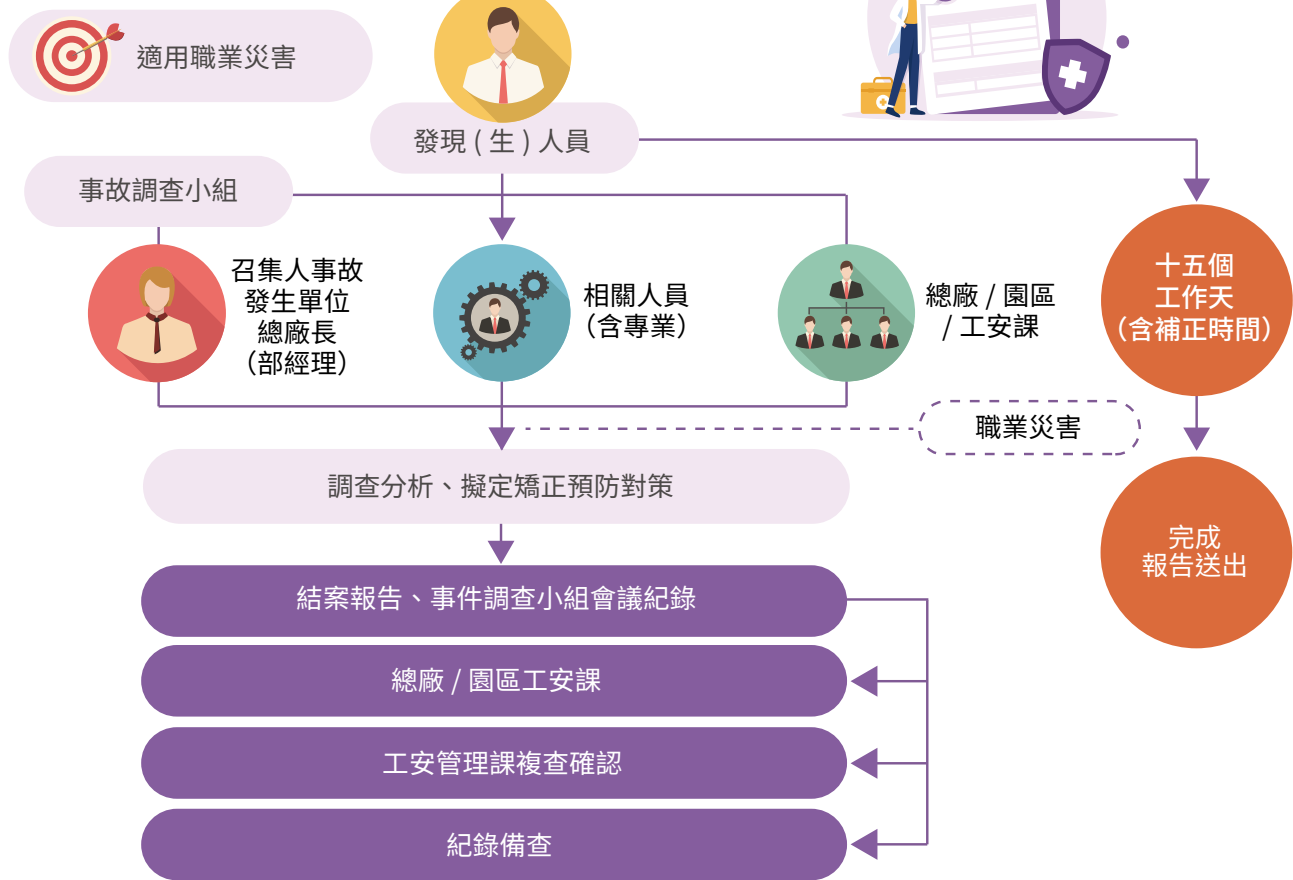 適用職業災害
發現 ( 生 ) 人員
事故調查小組
召集人事故
發生單位
總廠長
（部經理）
相關人員
（含專業）
總廠 / 園區
/ 工安課
十五個
工作天
（含補正時間）
職業災害
調查分析、擬定矯正預防對策
完成
報告送出
結案報告、事件調查小組會議紀錄
總廠 / 園區工安課
工安管理課複查確認
紀錄備查